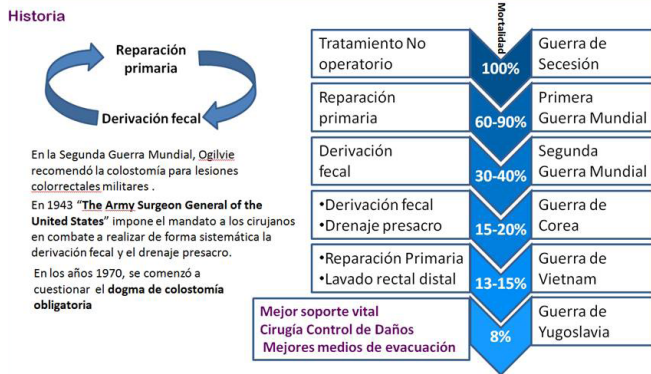 Historia
Reparación
primaria
Derivación fecal
En la Segunda Guerra Mundial, Ogilvie
recomendó la colostomía para lesiones
colorrectales militares .
En 1943 “The Army Surgeon General of the
United States” impone el mandato a los cirujanos
en combate a realizar de forma sistemática la
derivación fecal y el drenaje presacro.
En los años 1970, se comenzó a
cuestionar el dogma de colostomía
obligatoria
Mortalidad
Tratamiento No
operatorio
100%
Guerra de
Secesión
Reparación
primaria
60-90%
Primera
Guerra Mundial
Derivación
fecal
30-40%
Segunda
Guerra Mundial
•Derivación fecal
•Drenaje presacro
15-20%
Guerra de
Corea
•Reparación Primaria
•Lavado rectal distal
13-15%
Guerra de
Vietnam
Mejor soporte vital
Cirugía Control de Daños
Mejores medios de evacuación
8%
Guerra de
Yugoslavia